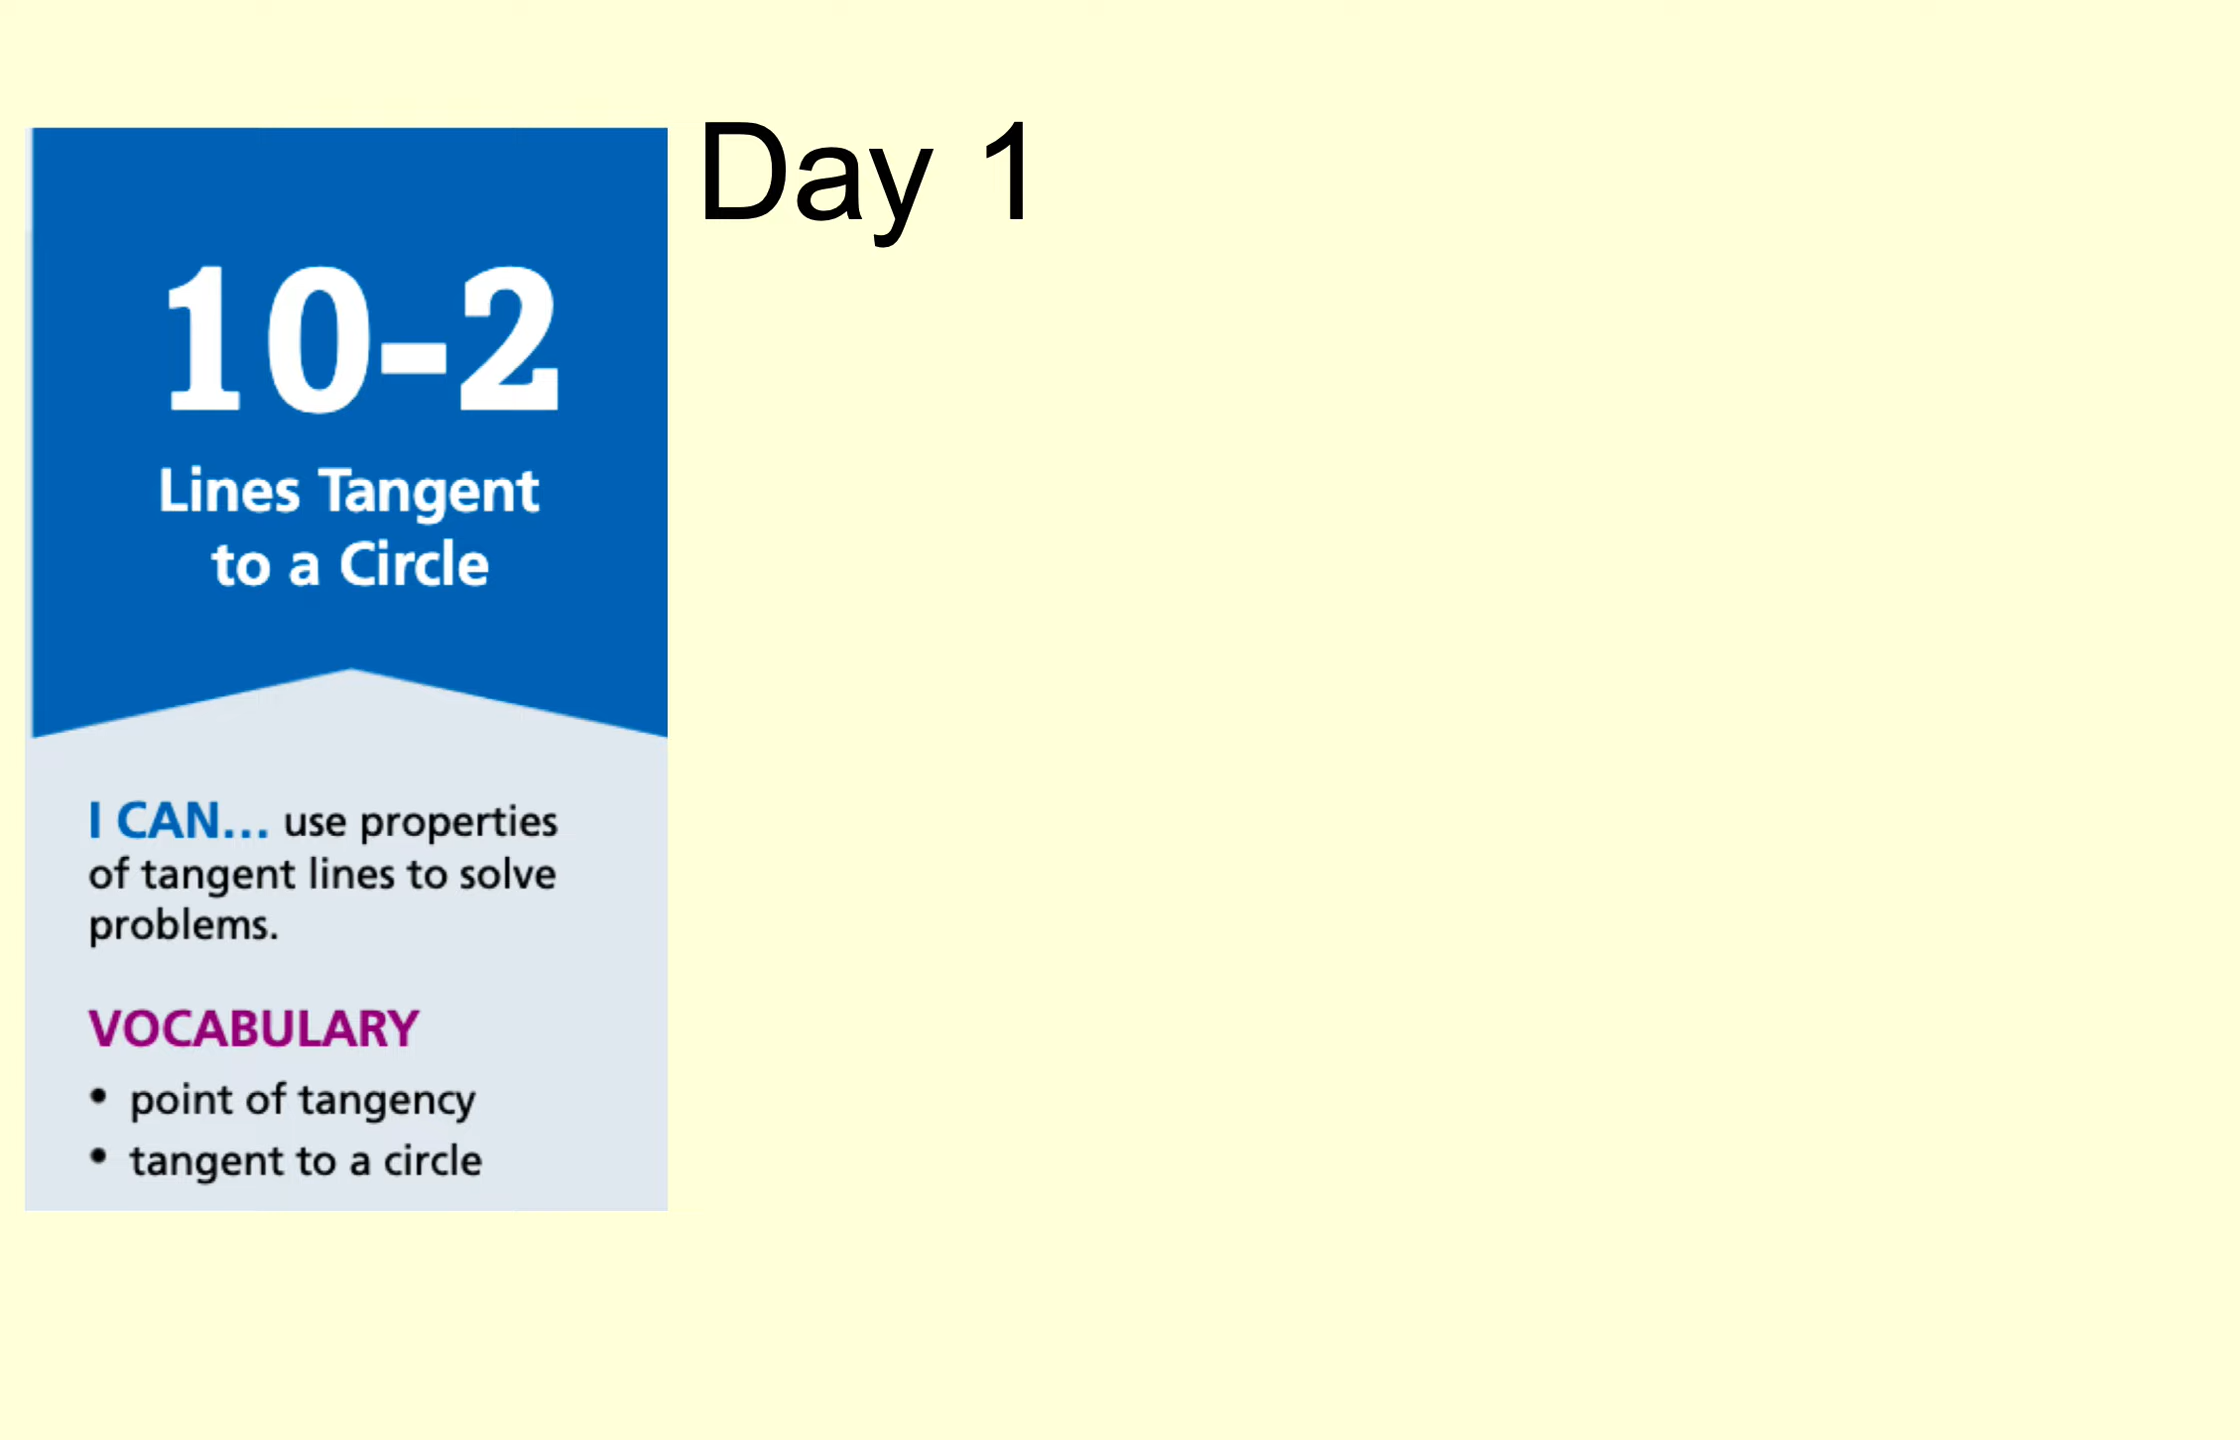 Day 1
10-2
Lines Tangent
to a Circle
I CAN... use properties
of tangent lines to solve
problems.
VOCABULARY
• point of tangency
• tangent to a circle